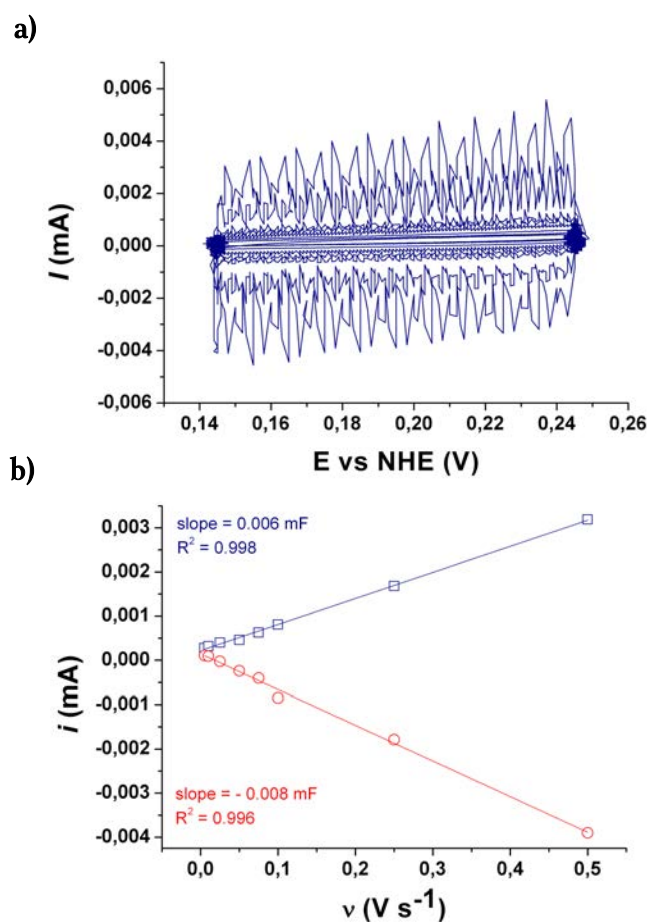 a)
0,006
0,004
0,002
0,000
-0,002
-0,004
-0,006
I (mA)
0,14 0,16 0,18 0,20 0,22 0,24 0,26
E vs NHE (V)
b)
slope = 0.006 mF
R² = 0.998
0,003
0,002
0,001
0,000
-0,001
-0,002
-0,003
-0,004
i (mA)
slope = - 0.008 mF
R² = 0.996
0,0 0,1 0,2 0,3 0,4 0,5
ν (V s⁻¹)